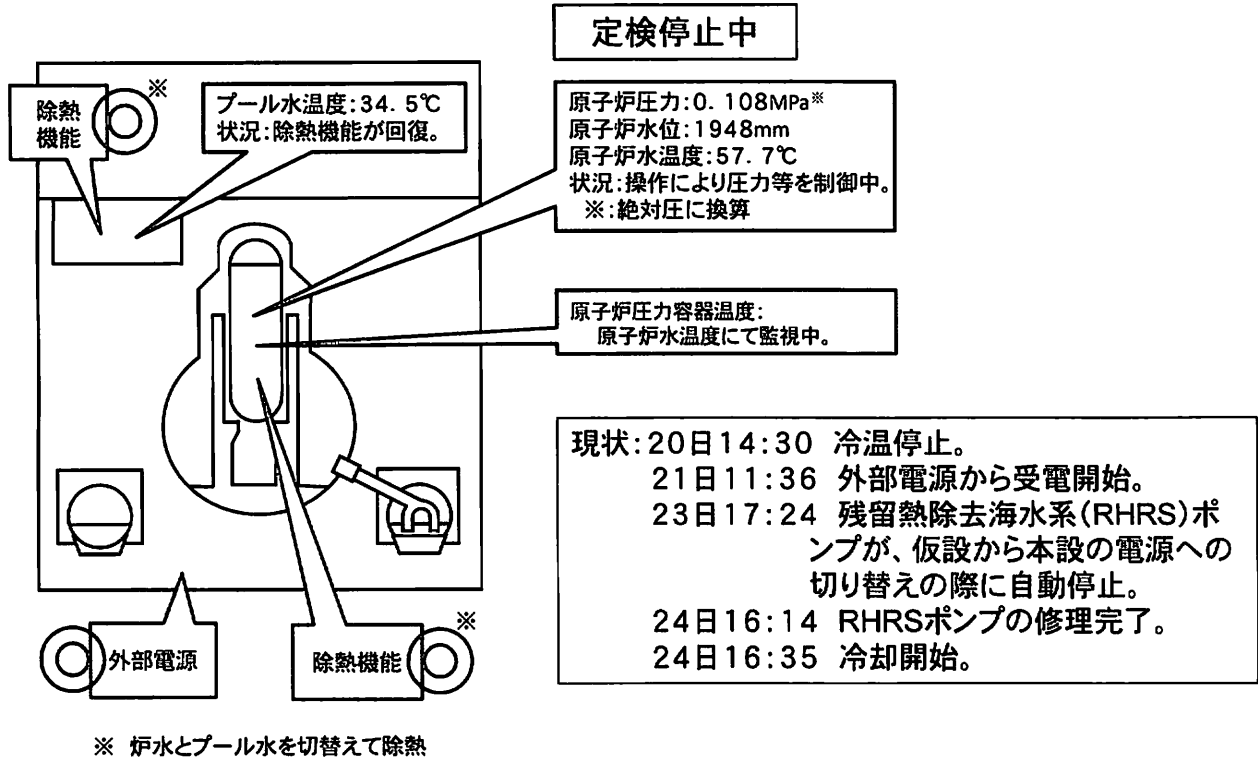 定検停止中
※
除熱
機能
プール水温度:34.5℃
状況:除熱機能が回復。
原子炉圧力:0.108MPa※
原子炉水位:1948mm
原子炉水温度:57.7℃
状況:操作により圧力等を制御中。
※:絶対圧に換算
原子炉圧力容器温度:
原子炉水温度にて監視中。
現状:20日14:30 冷温停止。
21日11:36 外部電源から受電開始。
23日17:24 残留熱除去海水系(RHRS)ポ
ンプが、仮設から本設の電源への
切り替えの際に自動停止。
24日16:14 RHRSポンプの修理完了。
24日16:35 冷却開始。
外部電源
除熱機能
※
※ 炉水とプール水を切替えて除熱